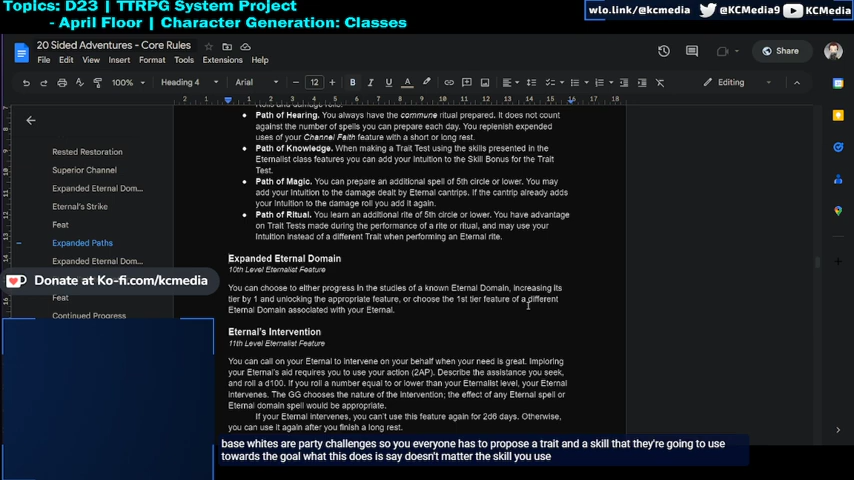 Topics: D23 | TTRPG System Project
- April Floor | Character Generation: Classes
wlo.link/@kcmedia @KCMedia9 KCMedia
20 Sided Adventures - Core Rules
File Edit View Insert Format Tools Extensions Help
Share
100% Heading 4 Arial 12 B I U A Editing
2 1 1 2 3 4 5 6 7 8 9 10 11 12 13 14 15 16 17 18
Rested Restoration
Superior Channel
Expanded Eternal Dom...
Eternal's Strike
Feat
Expanded Paths
Expanded Eternal Dom...
Feat
Continued Progress
• Path of Hearing. You always have the commune ritual prepared. It does not count
against the number of spells you can prepare each day. You replenish expended
uses of your Channel Faith feature with a short or long rest.
• Path of Knowledge. When making a Trait Test using the skills presented in the
Eternalist class features you can add your Intuition to the Skill Bonus for the Trait
Test.
• Path of Magic. You can prepare an additional spell of 5th circle or lower. You may
add your Intuition to the damage dealt by Eternal cantrips. If the cantrip already adds
your Intuition to the damage roll you add it again.
• Path of Ritual. You learn an additional rite of 5th circle or lower. You have advantage
on Trait Tests made during the performance of a rite or ritual, and may use your
Intuition instead of a different Trait when performing an Eternal rite.
Expanded Eternal Domain
10th Level Eternalist Feature
You can choose to either progress in the studies of a known Eternal Domain, increasing its
tier by 1 and unlocking the appropriate feature, or choose the 1st tier feature of a different
Eternal Domain associated with your Eternal.
Eternal's Intervention
11th Level Eternalist Feature
You can call on your Eternal to intervene on your behalf when your need is great. Imploring
your Eternal's aid requires you to use your action (2AP). Describe the assistance you seek,
and roll a d100. If you roll a number equal to or lower than your Eternalist level, your Eternal
intervenes. The GG chooses the nature of the intervention; the effect of any Eternal spell or
Eternal domain spell would be appropriate.
If your Eternal intervenes, you can't use this feature again for 2d6 days. Otherwise,
you can use it again after you finish a long rest.
Donate at Ko-fi.com/kcmedia
base whites are party challenges so you everyone has to propose a trait and a skill that they're going to use
towards the goal what this does is say doesn't matter the skill you use